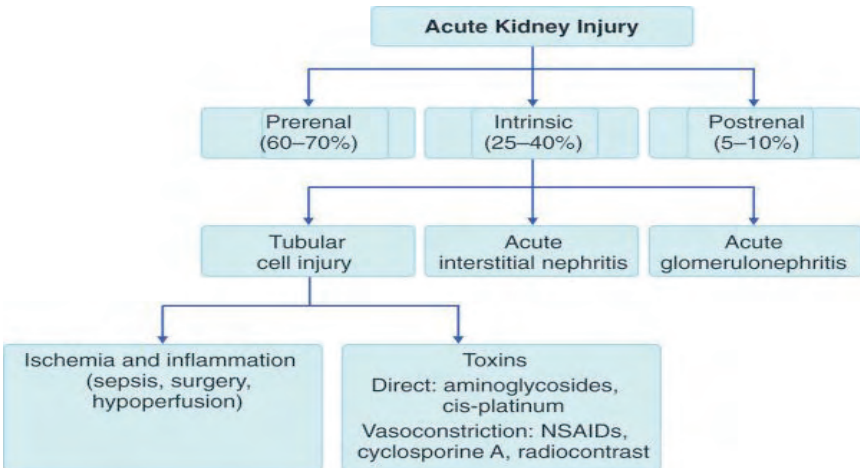 Acute Kidney Injury
Prerenal
(60–70%)
Intrinsic
(25–40%)
Postrenal
(5–10%)
Tubular
cell injury
Acute
interstitial nephritis
Acute
glomerulonephritis
Ischemia and inflammation
(sepsis, surgery,
hypoperfusion)
Toxins
Direct: aminoglycosides,
cis-platinum
Vasoconstriction: NSAIDs,
cyclosporine A, radiocontrast